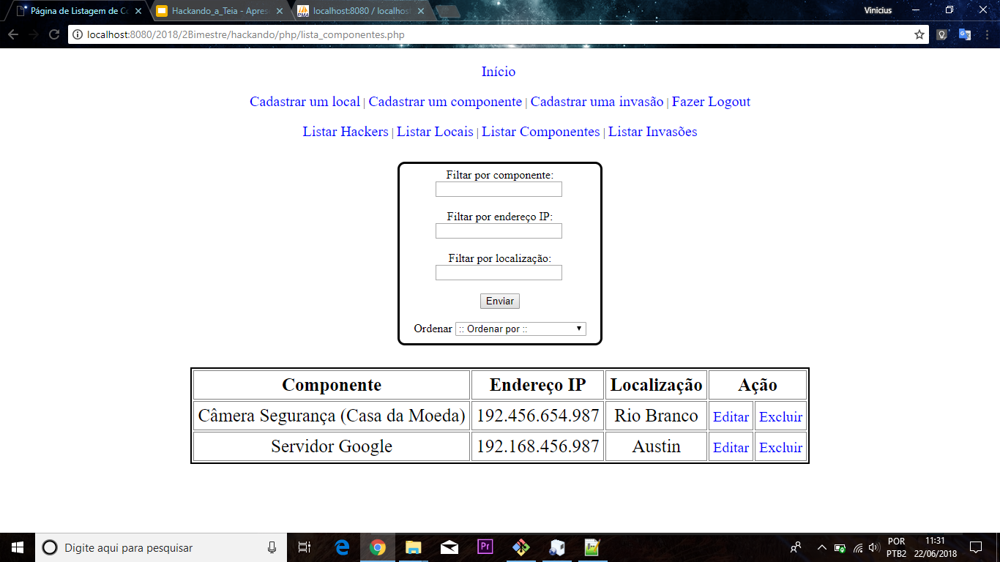 Página de Listagem de Co
Hackando_a_Teia - Apres
localhost:8080 / localhos
Vinicius
localhost:8080/2018/2Bimestre/hackando/php/lista_componentes.php
Início
Cadastrar um local | Cadastrar um componente | Cadastrar uma invasão | Fazer Logout
Listar Hackers | Listar Locais | Listar Componentes | Listar Invasões
Filtar por componente:
Filtar por endereço IP:
Filtar por localização:
Enviar
Ordenar :: Ordenar por ::
Componente Endereço IP Localização Ação
Câmera Segurança (Casa da Moeda) 192.456.654.987 Rio Branco Editar Excluir
Servidor Google 192.168.456.987 Austin Editar Excluir
Digite aqui para pesquisar
Pr
POR
PTB2
11:31
22/06/2018